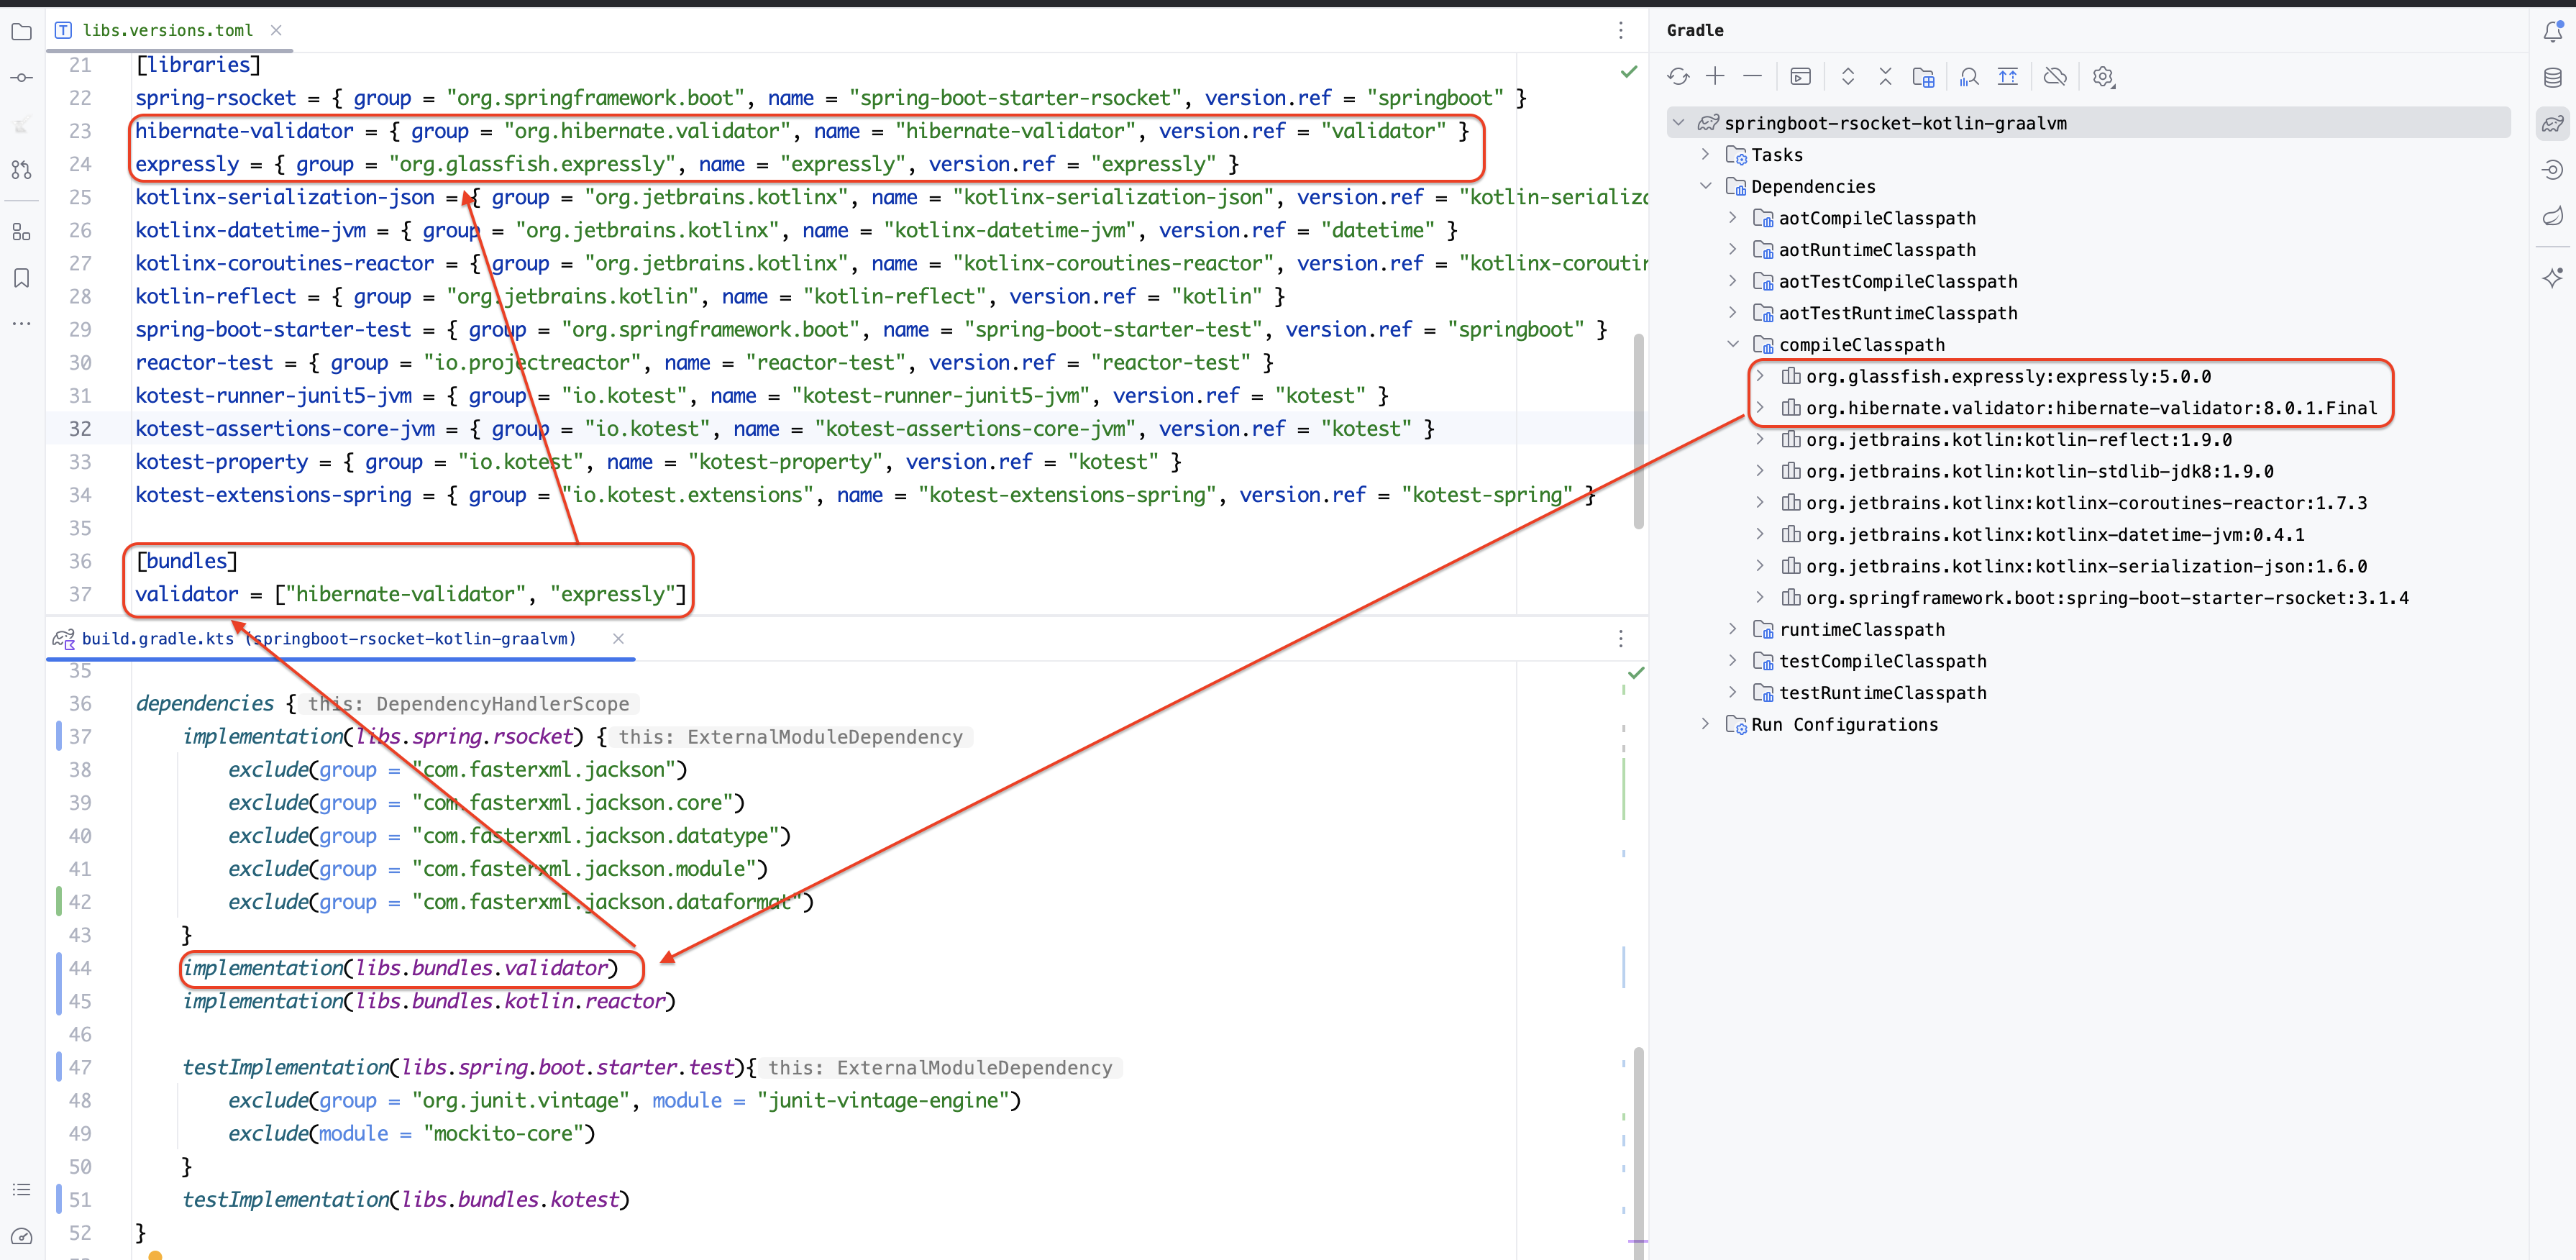 libs.versions.toml
21 [libraries]
22 spring-rsocket = { group = "org.springframework.boot", name = "spring-boot-starter-rsocket", version.ref = "springboot" }
23 hibernate-validator = { group = "org.hibernate.validator", name = "hibernate-validator", version.ref = "validator" }
24 expressly = { group = "org.glassfish.expressly", name = "expressly", version.ref = "expressly" }
25 kotlinx-serialization-json = { group = "org.jetbrains.kotlinx", name = "kotlinx-serialization-json", version.ref = "kotlin-serializa
26 kotlinx-datetime-jvm = { group = "org.jetbrains.kotlinx", name = "kotlinx-datetime-jvm", version.ref = "datetime" }
27 kotlinx-coroutines-reactor = { group = "org.jetbrains.kotlinx", name = "kotlinx-coroutines-reactor", version.ref = "kotlinx-coroutin
28 kotlin-reflect = { group = "org.jetbrains.kotlin", name = "kotlin-reflect", version.ref = "kotlin" }
29 spring-boot-starter-test = { group = "org.springframework.boot", name = "spring-boot-starter-test", version.ref = "springboot" }
30 reactor-test = { group = "io.projectreactor", name = "reactor-test", version.ref = "reactor-test" }
31 kotest-runner-junit5-jvm = { group = "io.kotest", name = "kotest-runner-junit5-jvm", version.ref = "kotest" }
32 kotest-assertions-core-jvm = { group = "io.kotest", name = "kotest-assertions-core-jvm", version.ref = "kotest" }
33 kotest-property = { group = "io.kotest", name = "kotest-property", version.ref = "kotest" }
34 kotest-extensions-spring = { group = "io.kotest.extensions", name = "kotest-extensions-spring", version.ref = "kotest-spring" }
35
36 [bundles]
37 validator = ["hibernate-validator", "expressly"]
build.gradle.kts (springboot-rsocket-kotlin-graalvm)
35
36 dependencies { this: DependencyHandlerScope
37 implementation(libs.spring.rsocket) { this: ExternalModuleDependency
38 exclude(group = "com.fasterxml.jackson")
39 exclude(group = "com.fasterxml.jackson.core")
40 exclude(group = "com.fasterxml.jackson.datatype")
41 exclude(group = "com.fasterxml.jackson.module")
42 exclude(group = "com.fasterxml.jackson.dataformat")
43 }
44 implementation(libs.bundles.validator)
45 implementation(libs.bundles.kotlin.reactor)
46
47 testImplementation(libs.spring.boot.starter.test){ this: ExternalModuleDependency
48 exclude(group = "org.junit.vintage", module = "junit-vintage-engine")
49 exclude(module = "mockito-core")
50 }
51 testImplementation(libs.bundles.kotest)
52 }
Gradle
springboot-rsocket-kotlin-graalvm
Tasks
Dependencies
aotCompileClasspath
aotRuntimeClasspath
aotTestCompileClasspath
aotTestRuntimeClasspath
compileClasspath
org.glassfish.expressly:expressly:5.0.0
org.hibernate.validator:hibernate-validator:8.0.1.Final
org.jetbrains.kotlin:kotlin-reflect:1.9.0
org.jetbrains.kotlin:kotlin-stdlib-jdk8:1.9.0
org.jetbrains.kotlinx:kotlinx-coroutines-reactor:1.7.3
org.jetbrains.kotlinx:kotlinx-datetime-jvm:0.4.1
org.jetbrains.kotlinx:kotlinx-serialization-json:1.6.0
org.springframework.boot:spring-boot-starter-rsocket:3.1.4
runtimeClasspath
testCompileClasspath
testRuntimeClasspath
Run Configurations